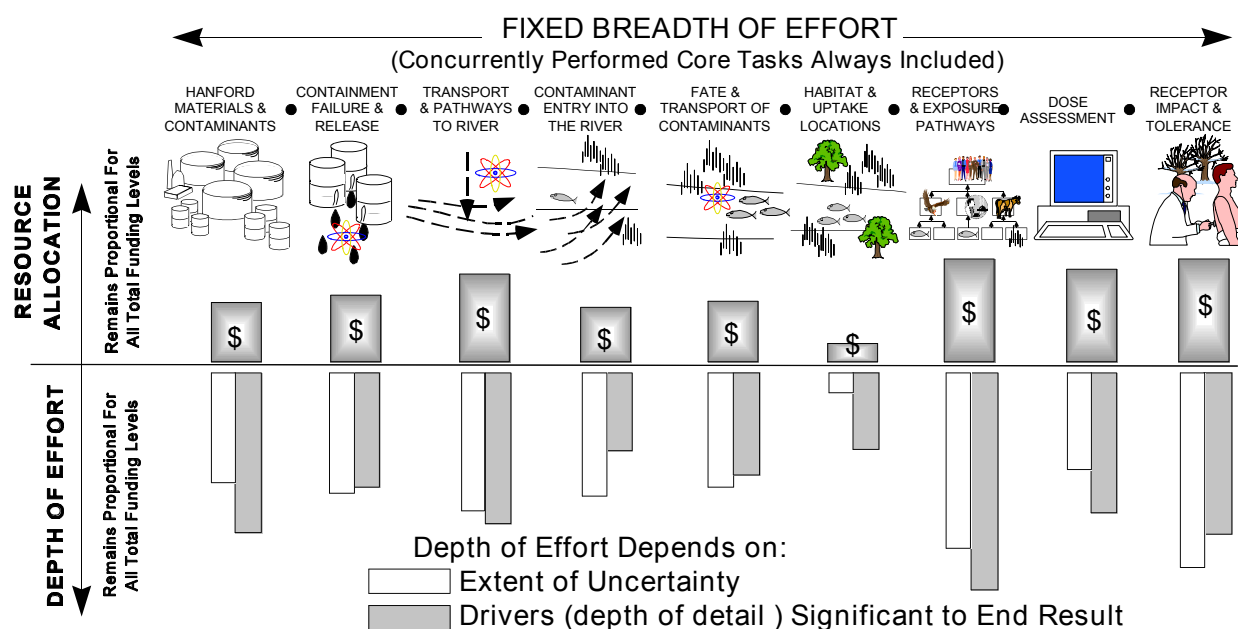 FIXED BREADTH OF EFFORT
(Concurrently Performed Core Tasks Always Included)
HANFORD
MATERIALS &
CONTAMINANTS
CONTAINMENT
FAILURE &
RELEASE
TRANSPORT
& PATHWAYS
TO RIVER
CONTAMINANT
ENTRY INTO
THE RIVER
FATE &
TRANSPORT OF
CONTAMINANTS
HABITAT &
UPTAKE
LOCATIONS
RECEPTORS
& EXPOSURE
PATHWAYS
DOSE
ASSESSMENT
RECEPTOR
IMPACT &
TOLERANCE
RESOURCE
ALLOCATION
Remains Proportional For
All Total Funding Levels
$
$
$
$
$
$
$
$
$
DEPTH OF EFFORT
Remains Proportional For
All Total Funding Levels
Depth of Effort Depends on:
Extent of Uncertainty
Drivers (depth of detail ) Significant to End Result